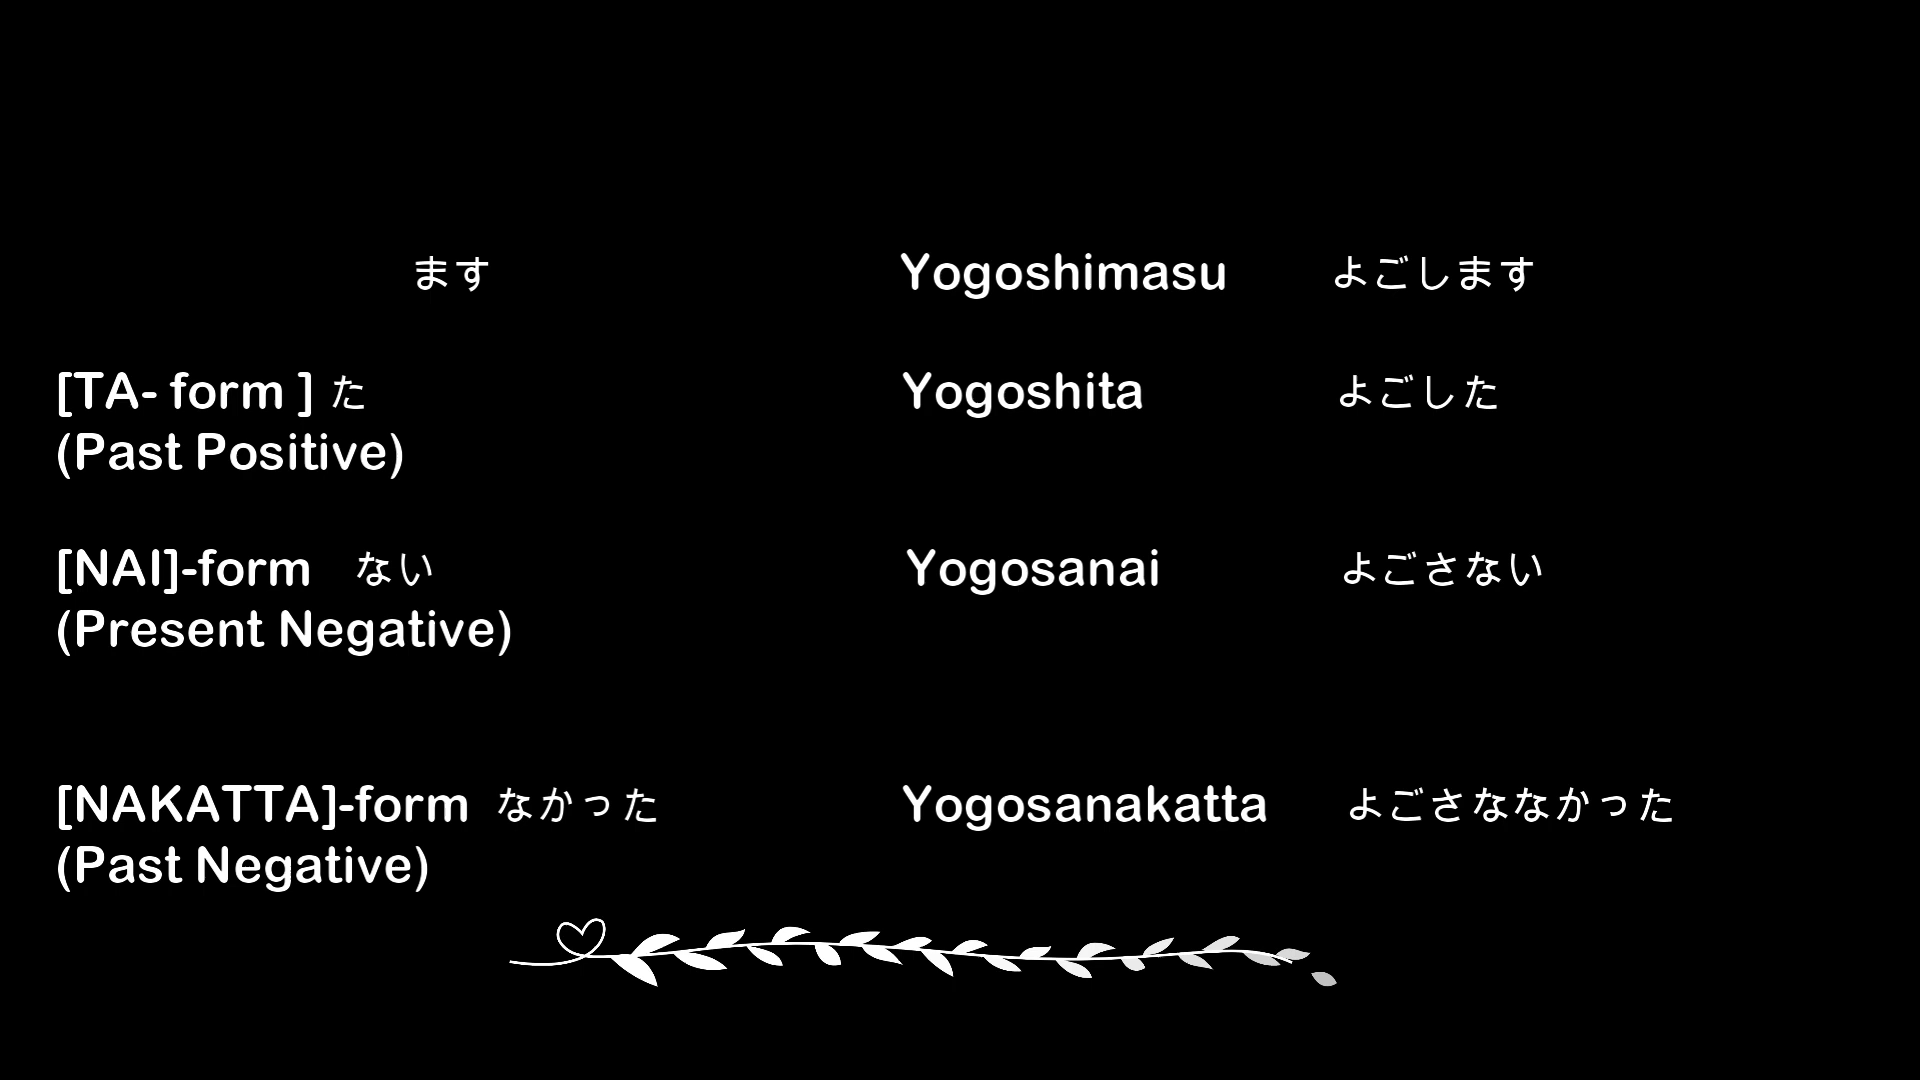 ます Yogoshimasu よごします
[TA- form ] た Yogoshita よごした
(Past Positive)
[NAI]-form ない Yogosanai よごさない
(Present Negative)
[NAKATTA]-form なかった Yogosanakatta よごさななかった
(Past Negative)